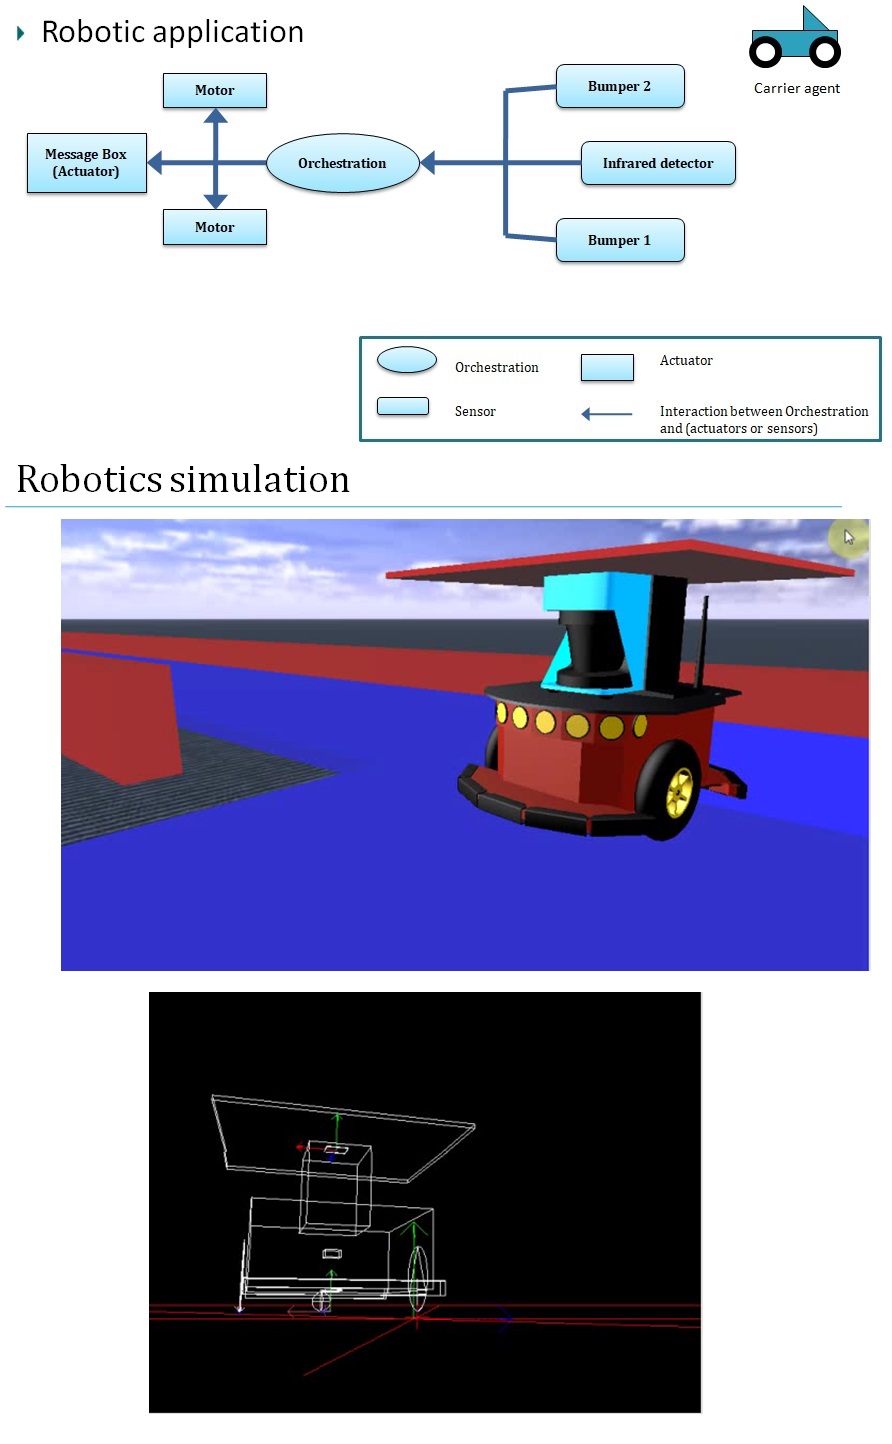 Robotic application
Carrier agent
Motor
Bumper 2
Message Box
(Actuator)
Orchestration
Infrared detector
Motor
Bumper 1
Orchestration
Actuator
Sensor
Interaction between Orchestration
and (actuators or sensors)
Robotics simulation